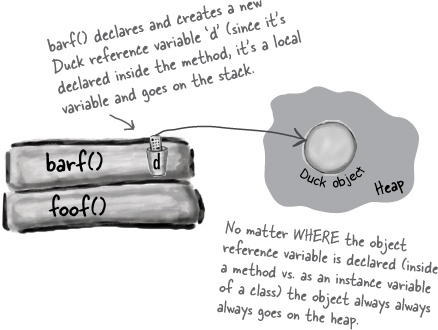 barf() declares and creates a new
Duck reference variable 'd' (since it's
declared inside the method, it's a local
variable and goes on the stack.
barf()
d
foof()
Duck object
Heap
No matter WHERE the object
reference variable is declared (inside
a method vs. as an instance variable
of a class) the object always always
always goes on the heap.